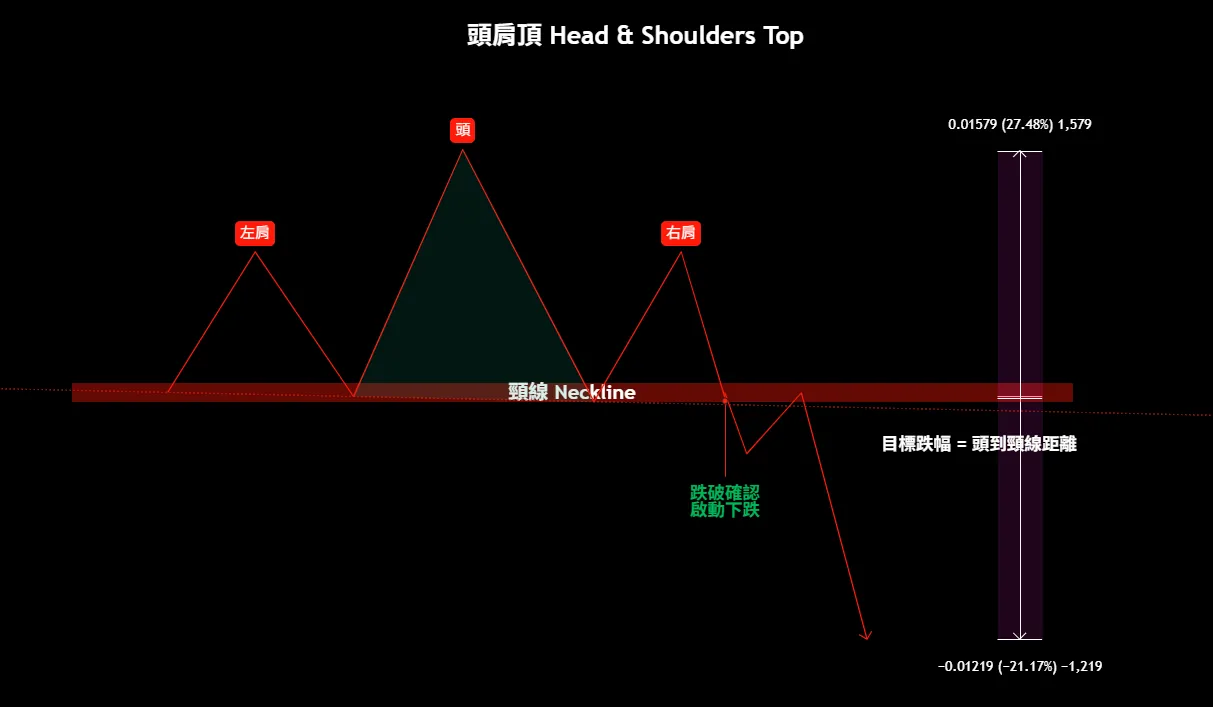 頭肩頂 Head & Shoulders Top
0.01579 (27.48%) 1,579
頭
左肩
右肩
頸線 Neckline
目標跌幅 = 頭到頸線距離
跌破確認
啟動下跌
−0.01219 (−21.17%) −1,219